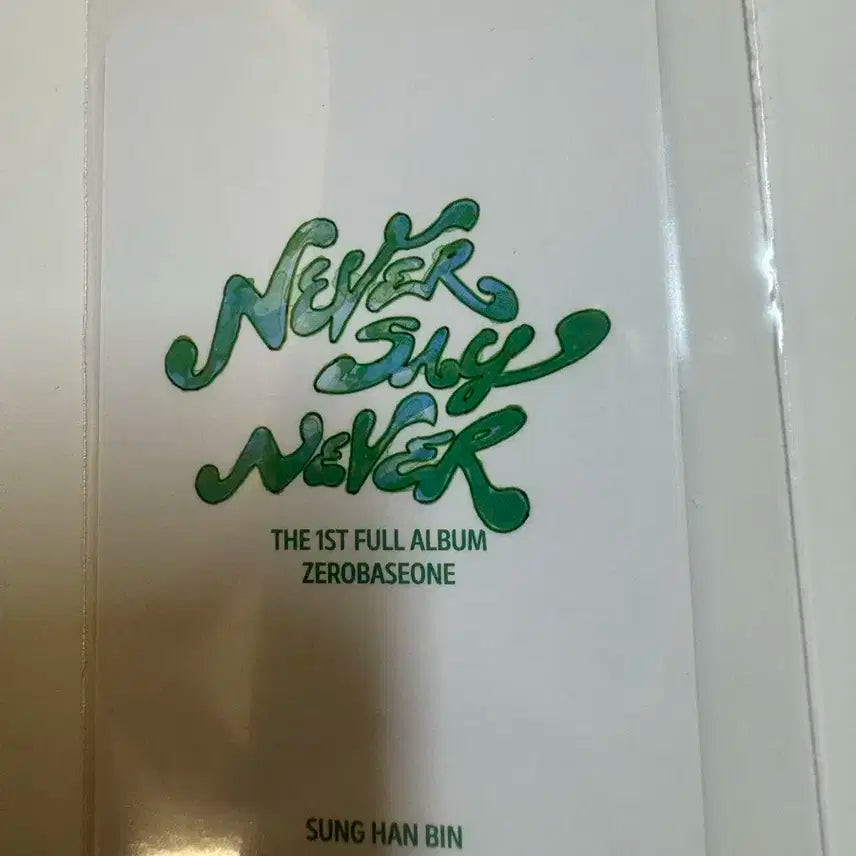 NEVER
SAY
NEVER
THE 1ST FULL ALBUM
ZEROBASEONE
SUNG HAN BIN